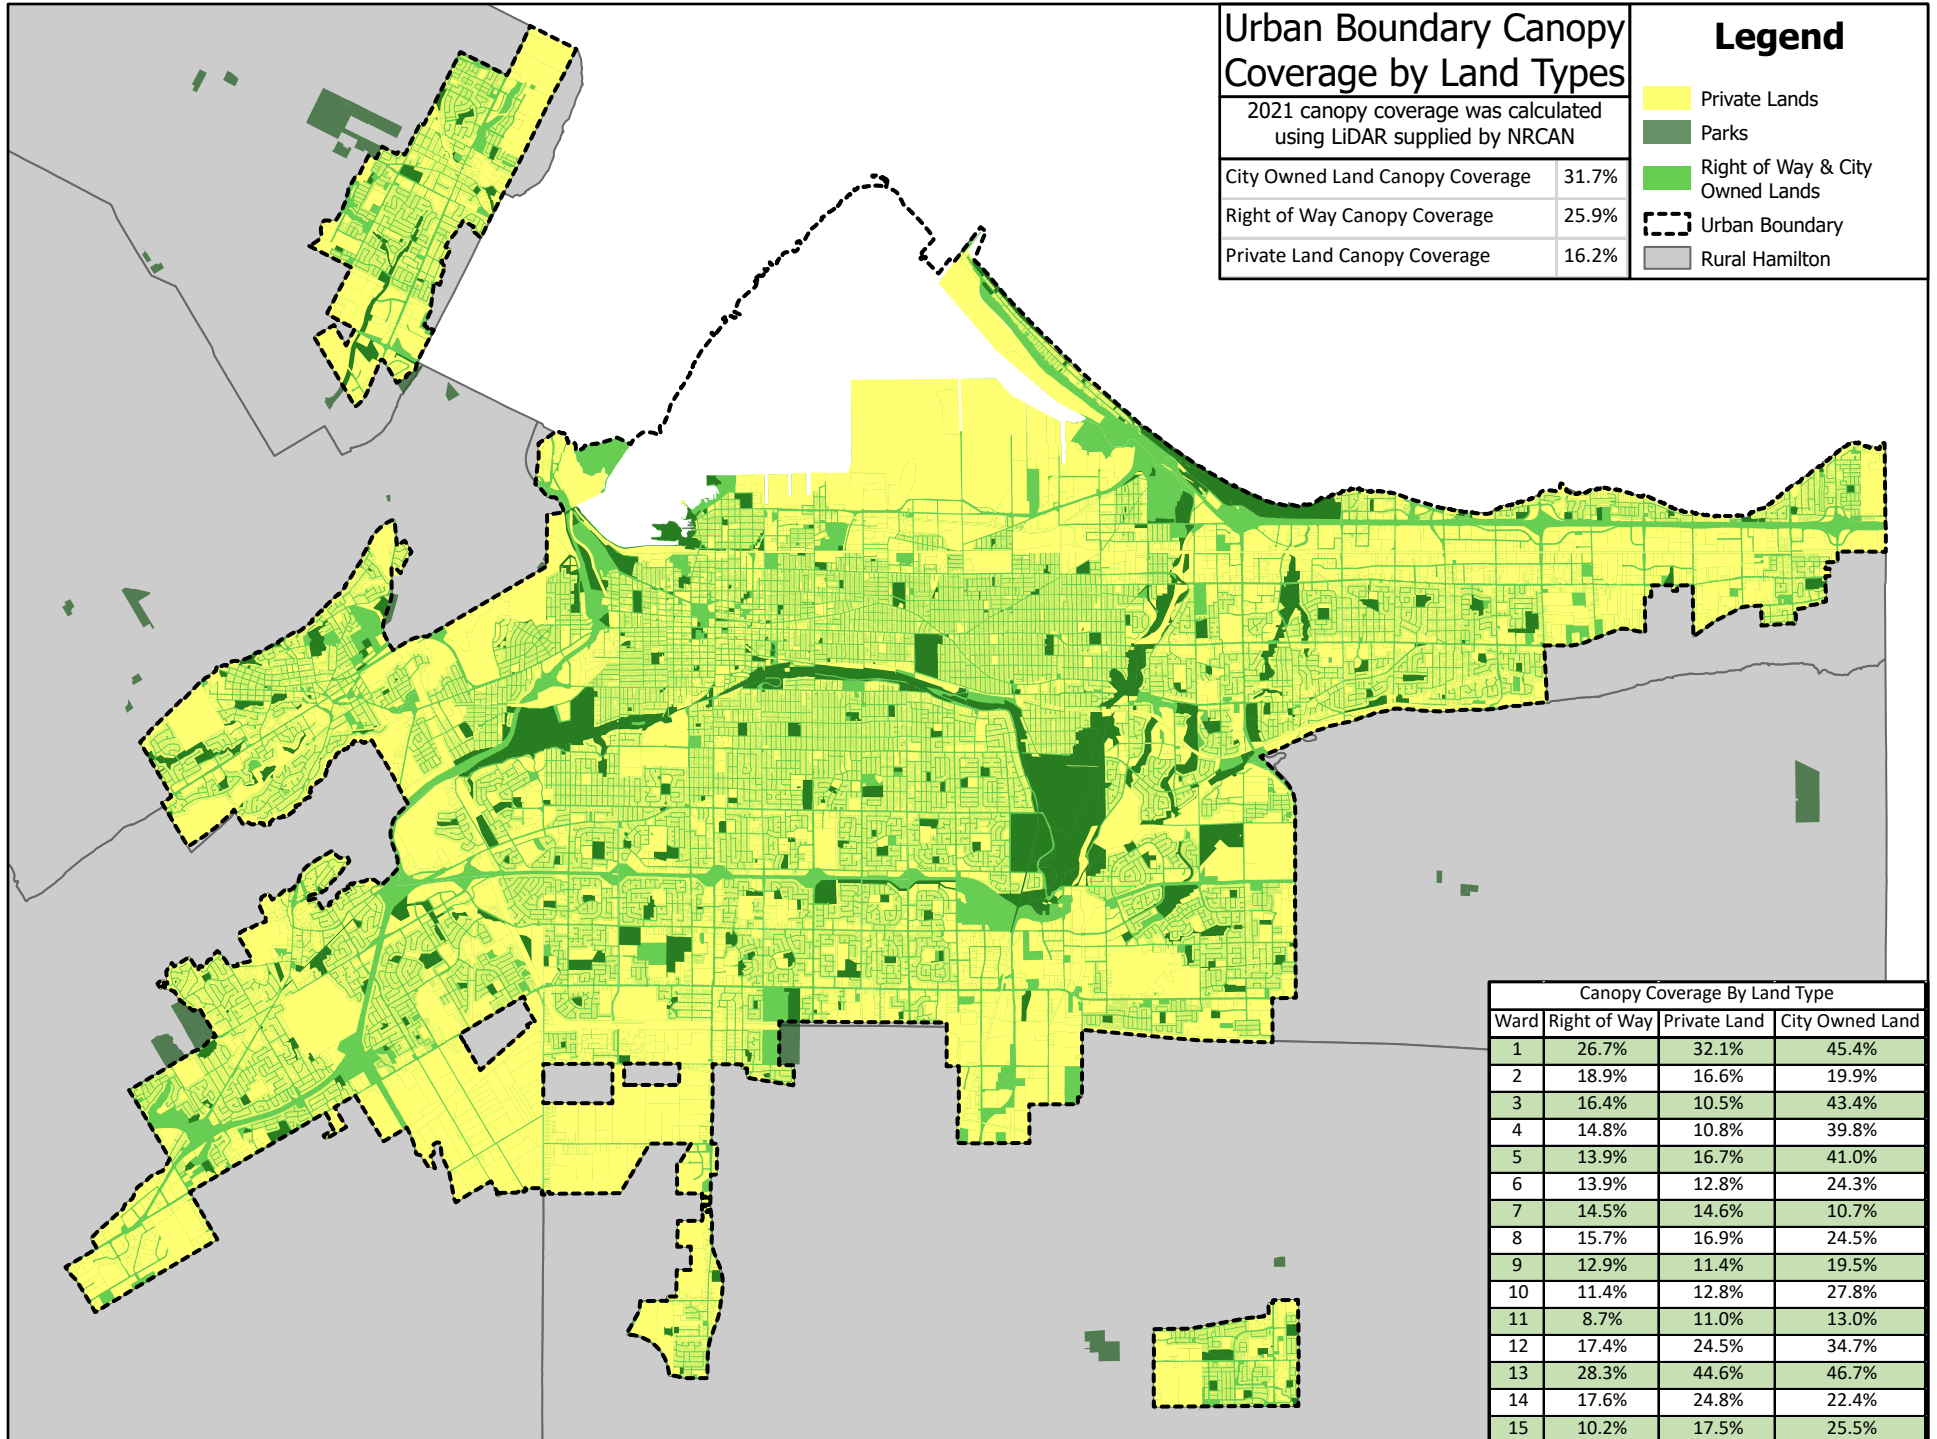 Urban Boundary Canopy
Coverage by Land Types
2021 canopy coverage was calculated
using LiDAR supplied by NRCAN
City Owned Land Canopy Coverage 31.7%
Right of Way Canopy Coverage 25.9%
Private Land Canopy Coverage 16.2%
Legend
Private Lands
Parks
Right of Way & City
Owned Lands
Urban Boundary
Rural Hamilton
Canopy Coverage By Land Type
Ward Right of Way Private Land City Owned Land
1 26.7% 32.1% 45.4%
2 18.9% 16.6% 19.9%
3 16.4% 10.5% 43.4%
4 14.8% 10.8% 39.8%
5 13.9% 16.7% 41.0%
6 13.9% 12.8% 24.3%
7 14.5% 14.6% 10.7%
8 15.7% 16.9% 24.5%
9 12.9% 11.4% 19.5%
10 11.4% 12.8% 27.8%
11 8.7% 11.0% 13.0%
12 17.4% 24.5% 34.7%
13 28.3% 44.6% 46.7%
14 17.6% 24.8% 22.4%
15 10.2% 17.5% 25.5%